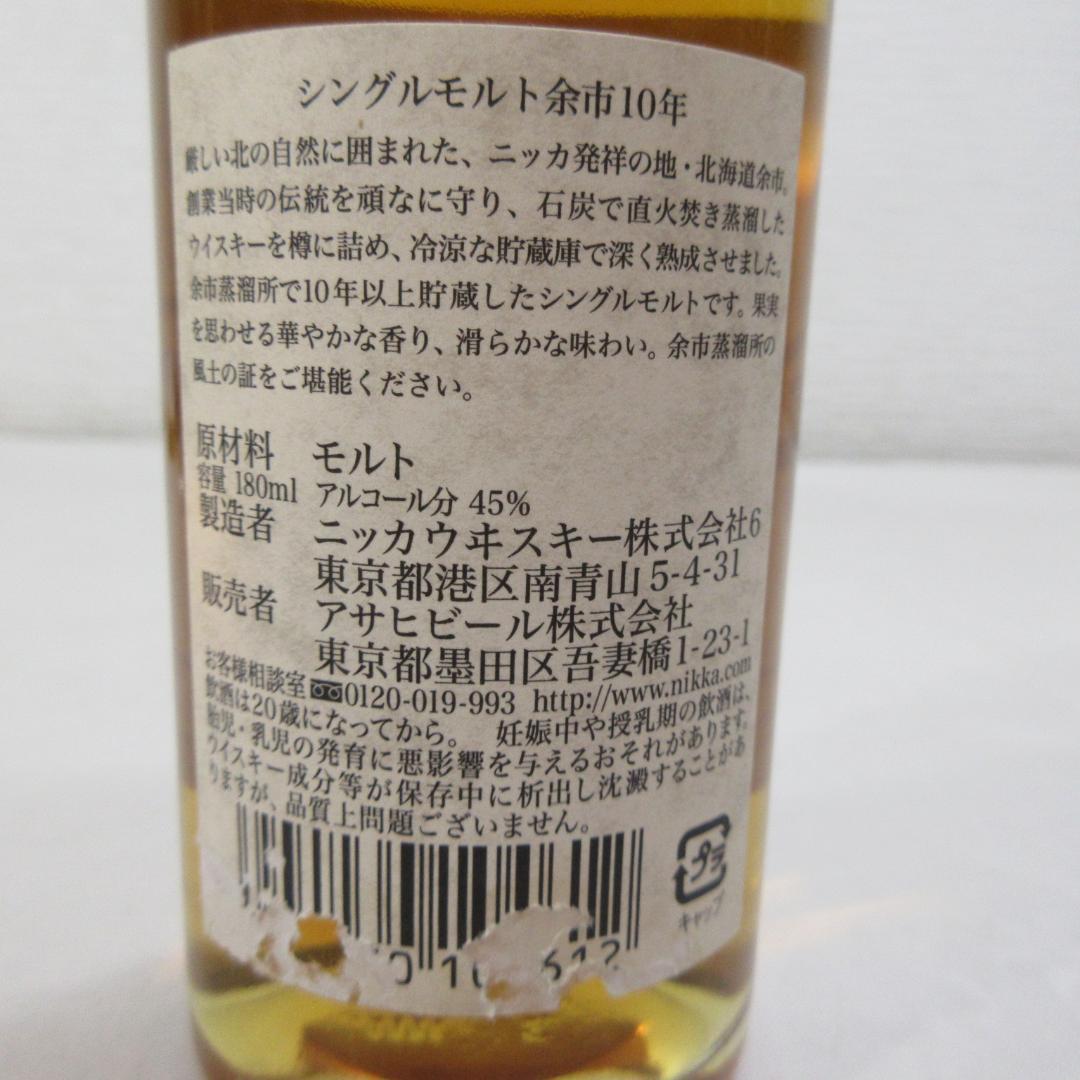 シングルモルト余市10年
厳しい北の自然に囲まれた、ニッカ発祥の地・北海道余市。
創業当時の伝統を頑なに守り、石炭で直火焚き蒸溜した
ウイスキーを樽に詰め、冷涼な貯蔵庫で深く熟成させました。
余市蒸溜所で10年以上貯蔵したシングルモルトです。果実
を思わせる華やかな香り、滑らかな味わい。余市蒸溜所の
風土の証をご堪能ください。
原材料 モルト
容量 180ml アルコール分 45%
製造者 ニッカウヰスキー株式会社6
東京都港区南青山5-4-31
販売者 アサヒビール株式会社
東京都墨田区吾妻橋1-23-1
お客様相談室 0120-019-993 http://www.nikka.com
飲酒は20歳になってから。 妊娠中や授乳期の飲酒は、
胎児・乳児の発育に悪影響を与えるおそれがあります。
ウイスキー成分等が保存中に析出し沈澱することがあ
りますが、品質上問題ございません。
プラ
キャップ